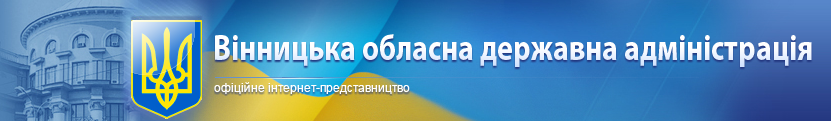 Вінницька обласна державна адміністрація
офіційне інтернет-представництво